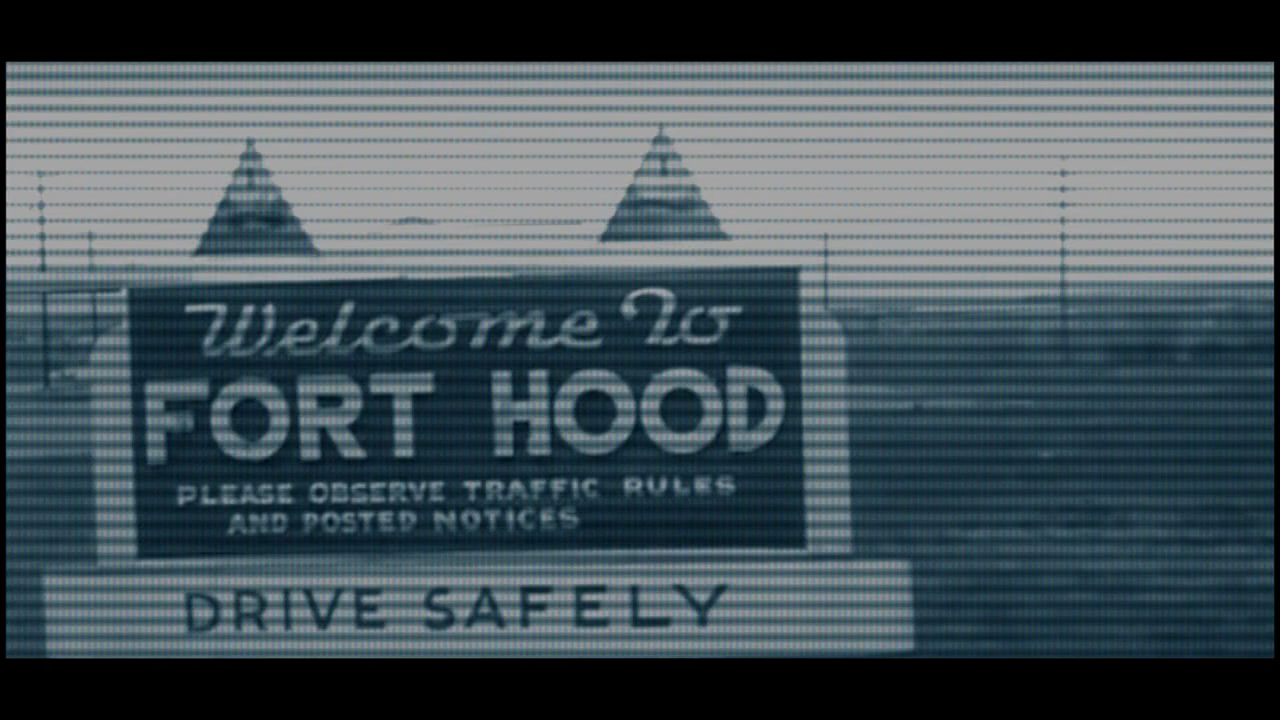 Welcome To
FORT HOOD
PLEASE OBSERVE TRAFFIC RULES
AND POSTED NOTICES
DRIVE SAFELY